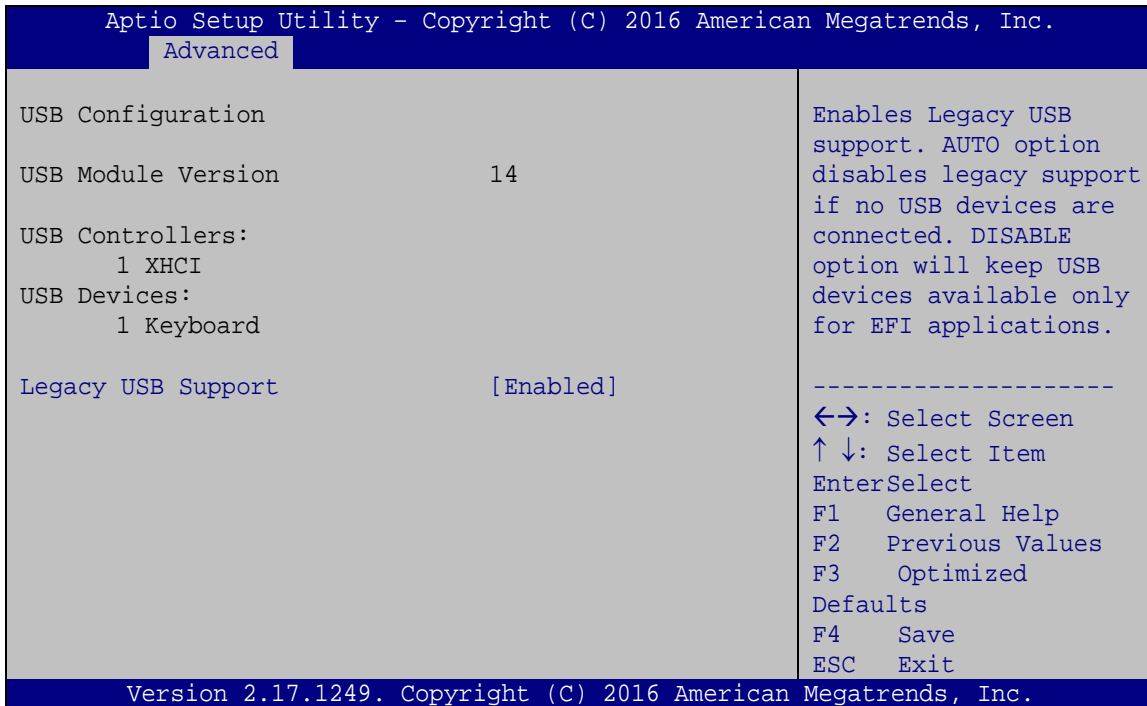 Aptio Setup Utility – Copyright (C) 2016 American Megatrends, Inc.
Advanced
USB Configuration
USB Module Version 14
USB Controllers:
1 XHCI
USB Devices:
1 Keyboard
Legacy USB Support [Enabled]
Enables Legacy USB
support. AUTO option
disables legacy support
if no USB devices are
connected. DISABLE
option will keep USB
devices available only
for EFI applications.
---------------------
←→: Select Screen
↑ ↓: Select Item
EnterSelect
F1 General Help
F2 Previous Values
F3 Optimized
Defaults
F4 Save
ESC Exit
Version 2.17.1249. Copyright (C) 2016 American Megatrends, Inc.